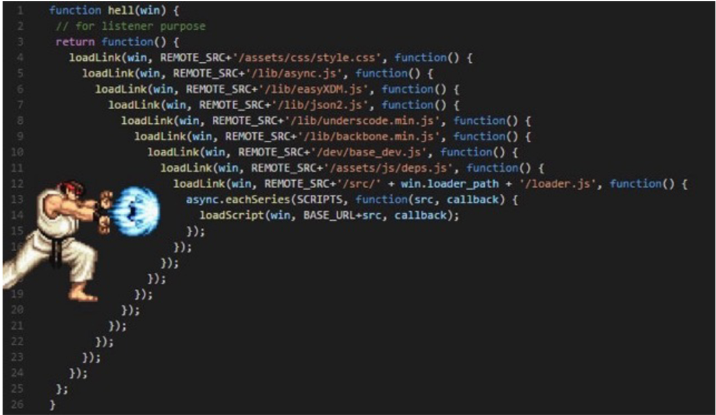 1 function hell(win) {
2 // for listener purpose
3 return function() {
4 loadLink(win, REMOTE_SRC+'/assets/css/style.css', function() {
5 loadLink(win, REMOTE_SRC+'/lib/async.js', function() {
6 loadLink(win, REMOTE_SRC+'/lib/easyXDM.js', function() {
7 loadLink(win, REMOTE_SRC+'/lib/json2.js', function() {
8 loadLink(win, REMOTE_SRC+'/lib/underscode.min.js', function() {
9 loadLink(win, REMOTE_SRC+'/lib/backbone.min.js', function() {
10 loadLink(win, REMOTE_SRC+'/dev/base_dev.js', function() {
11 loadLink(win, REMOTE_SRC+'/assets/js/deps.js', function() {
12 loadLink(win, REMOTE_SRC+'/src/' + win.loader_path + '/loader.js', function() {
13 async.eachSeries(SCRIPTS, function(src, callback) {
14 loadScript(win, BASE_URL+src, callback);
});
});
});
});
19 });
20 });
21 });
22 });
23 });
24 });
25 };
26 }